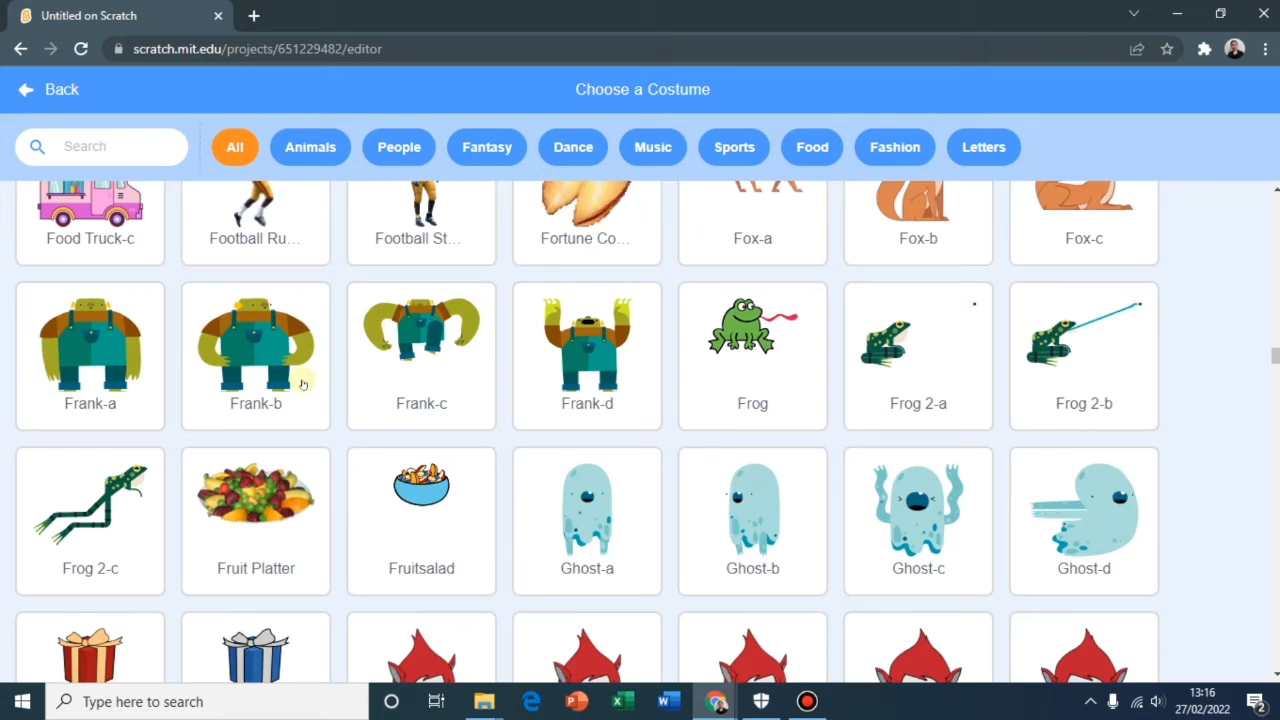 Untitled on Scratch
scratch.mit.edu/projects/651229482/editor
Back
Choose a Costume
Search
All
Animals
People
Fantasy
Dance
Music
Sports
Food
Fashion
Letters
Food Truck-c
Football Ru...
Football St...
Fortune Co...
Fox-a
Fox-b
Fox-c
Frank-a
Frank-b
Frank-c
Frank-d
Frog
Frog 2-a
Frog 2-b
Frog 2-c
Fruit Platter
Fruitsalad
Ghost-a
Ghost-b
Ghost-c
Ghost-d
Type here to search
13:16
27/02/2022
2